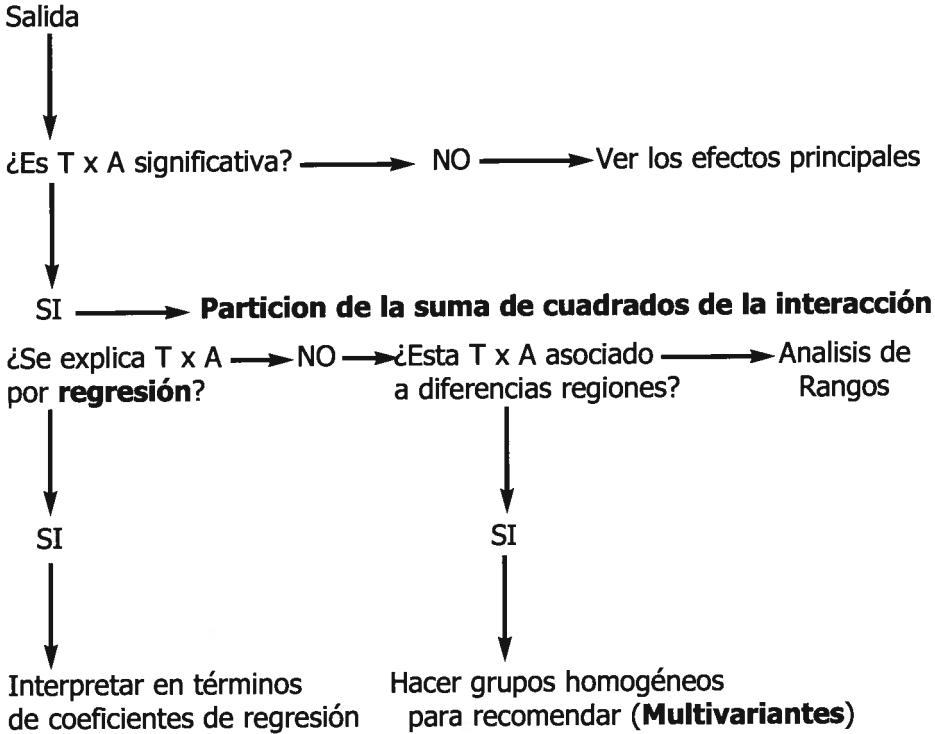 Salida
¿Es T x A significativa?
NO
Ver los efectos principales
SI
Particion de la suma de cuadrados de la interacción
¿Se explica T x A
por regresión?
NO
¿Esta T x A asociado
a diferencias regiones?
Analisis de
Rangos
SI
SI
Interpretar en términos
de coeficientes de regresión
Hacer grupos homogéneos
para recomendar (Multivariantes)